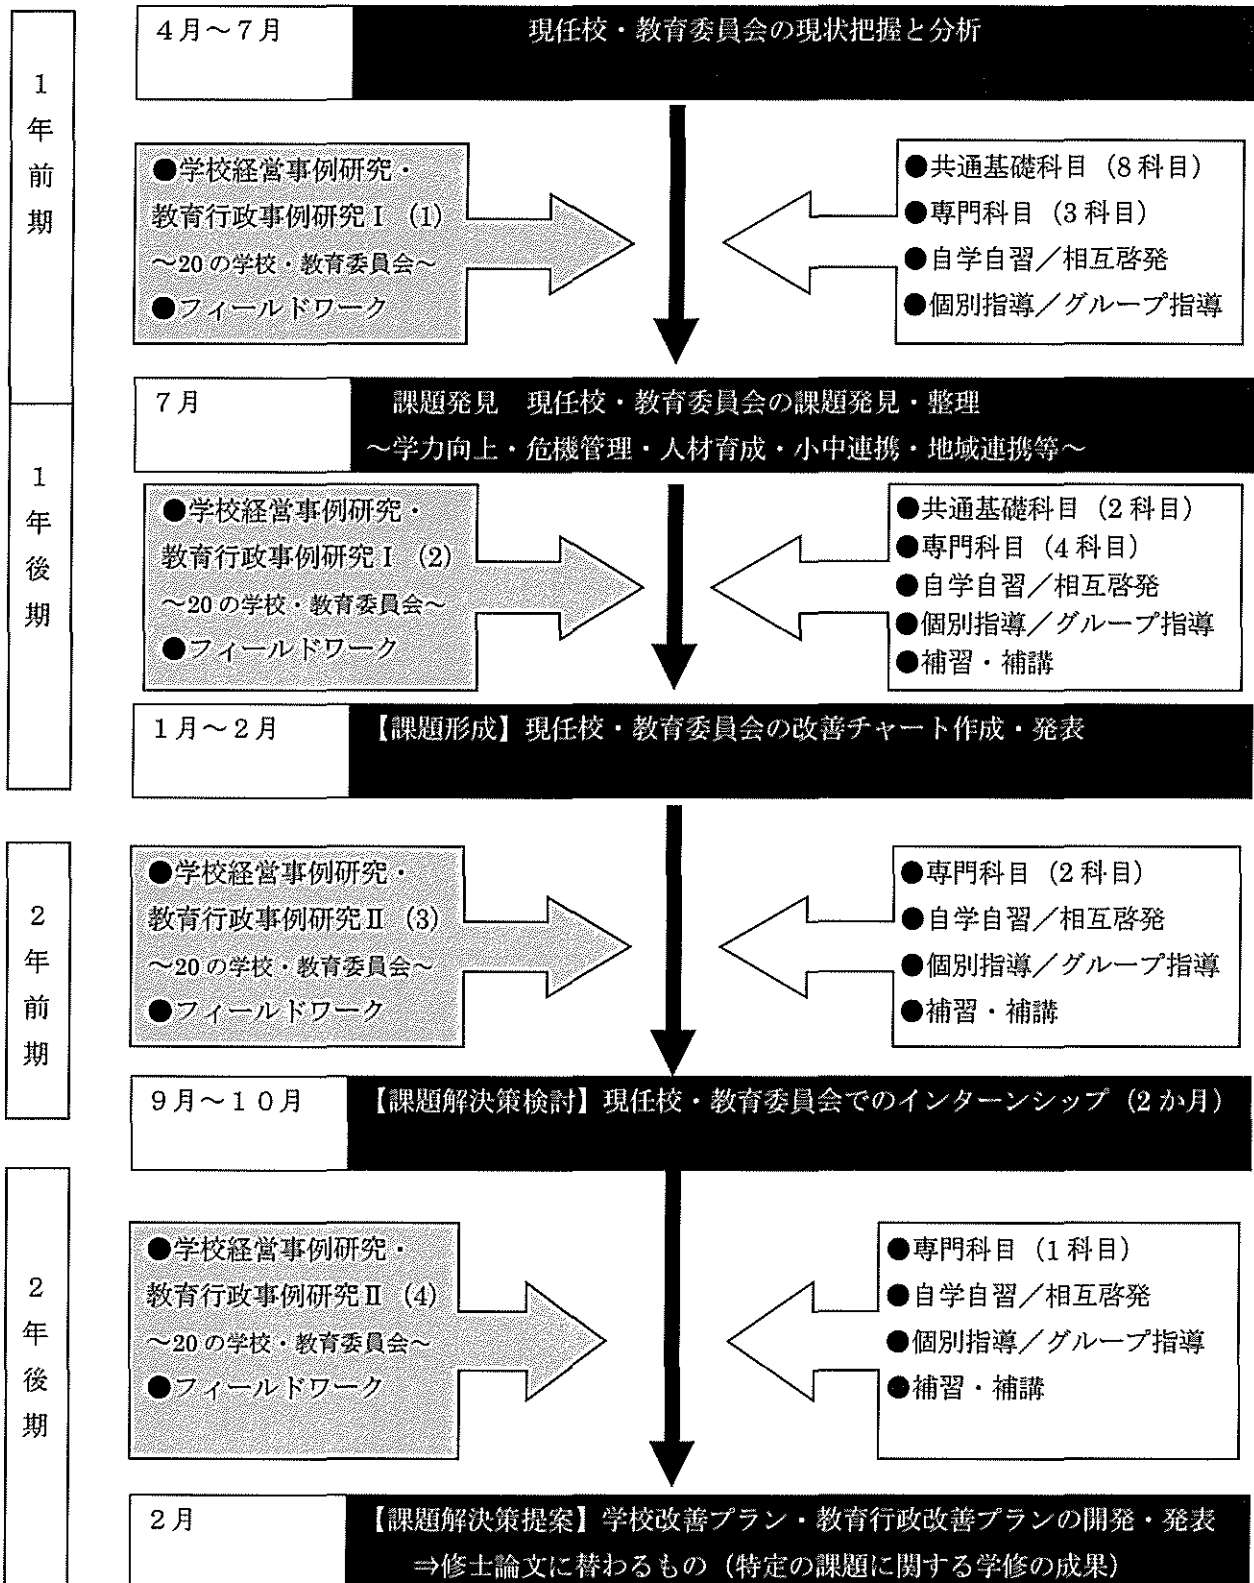 1年前期
4月～7月
現任校・教育委員会の現状把握と分析
●学校経営事例研究・
教育行政事例研究Ⅰ (1)
～20の学校・教育委員会～
●フィールドワーク
●共通基礎科目（8科目）
●専門科目（3科目）
●自学自習／相互啓発
●個別指導／グループ指導
1年後期
7月
課題発見　現任校・教育委員会の課題発見・整理
～学力向上・危機管理・人材育成・小中連携・地域連携等～
●学校経営事例研究・
教育行政事例研究Ⅰ (2)
～20の学校・教育委員会～
●フィールドワーク
●共通基礎科目（2科目）
●専門科目（4科目）
●自学自習／相互啓発
●個別指導／グループ指導
●補習・補講
1月～2月
【課題形成】現任校・教育委員会の改善チャート作成・発表
2年前期
●学校経営事例研究・
教育行政事例研究Ⅱ (3)
～20の学校・教育委員会～
●フィールドワーク
●専門科目（2科目）
●自学自習／相互啓発
●個別指導／グループ指導
●補習・補講
9月～10月
【課題解決策検討】現任校・教育委員会でのインターンシップ（2か月）
2年後期
●学校経営事例研究・
教育行政事例研究Ⅱ (4)
～20の学校・教育委員会～
●フィールドワーク
●専門科目（1科目）
●自学自習／相互啓発
●個別指導／グループ指導
●補習・補講
2月
【課題解決策提案】学校改善プラン・教育行政改善プランの開発・発表
⇒修士論文に替わるもの（特定の課題に関する学修の成果）